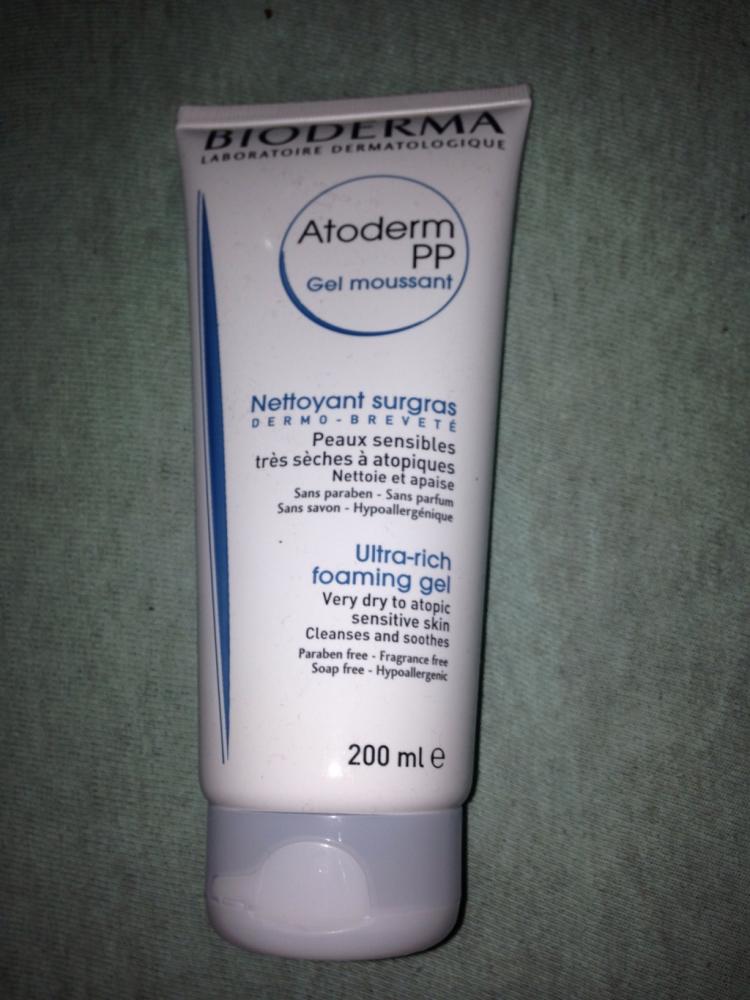 BIODERMA
LABORATOIRE DERMATOLOGIQUE
Atoderm
PP
Gel moussant
Nettoyant surgras
DERMO-BREVETÉ
Peaux sensibles
très sèches à atopiques
Nettoie et apaise
Sans paraben - Sans parfum
Sans savon - Hypoallergénique
Ultra-rich
foaming gel
Very dry to atopic
sensitive skin
Cleanses and soothes
Paraben free - Fragrance free
Soap free - Hypoallergenic
200 ml e